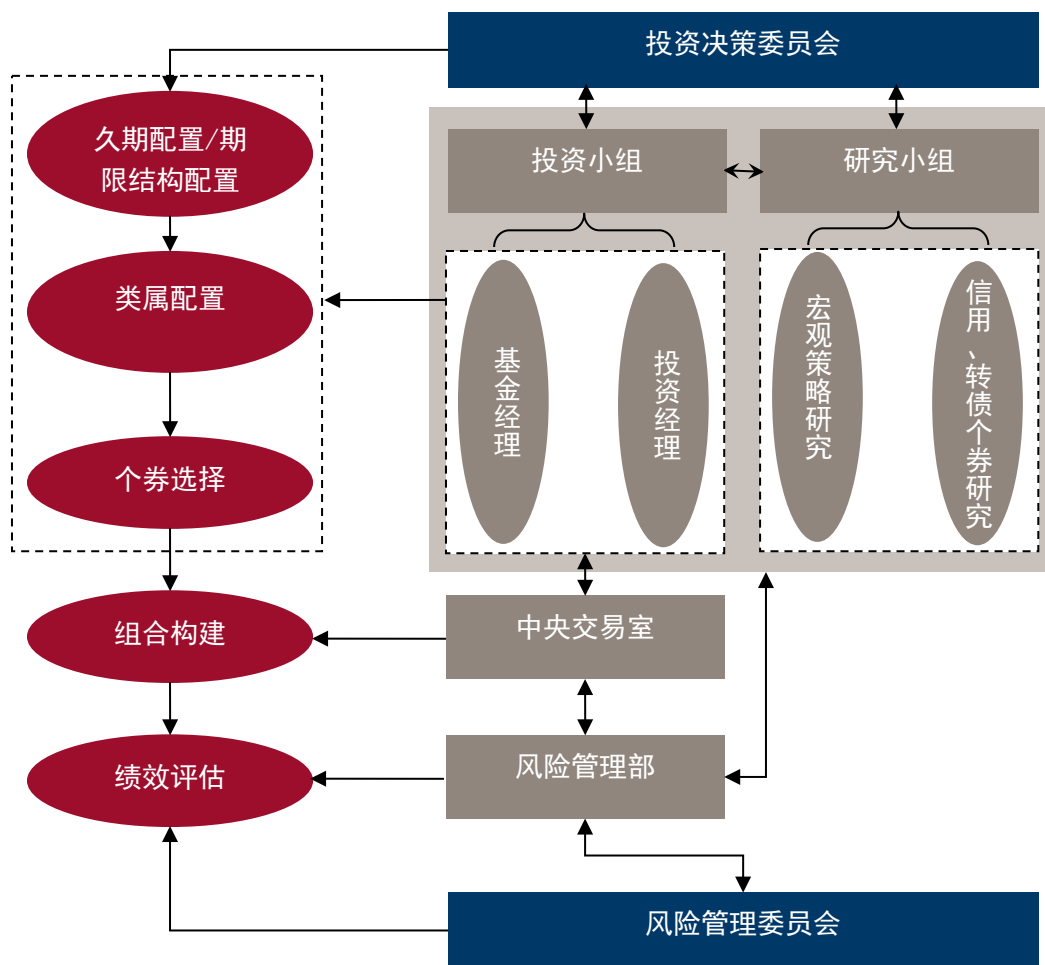 投资决策委员会
久期配置/期
限结构配置
投资小组
研究小组
类属配置
基金经理
投资经理
宏观策略研究
信用、转债个券研究
个券选择
组合构建
中央交易室
绩效评估
风险管理部
风险管理委员会